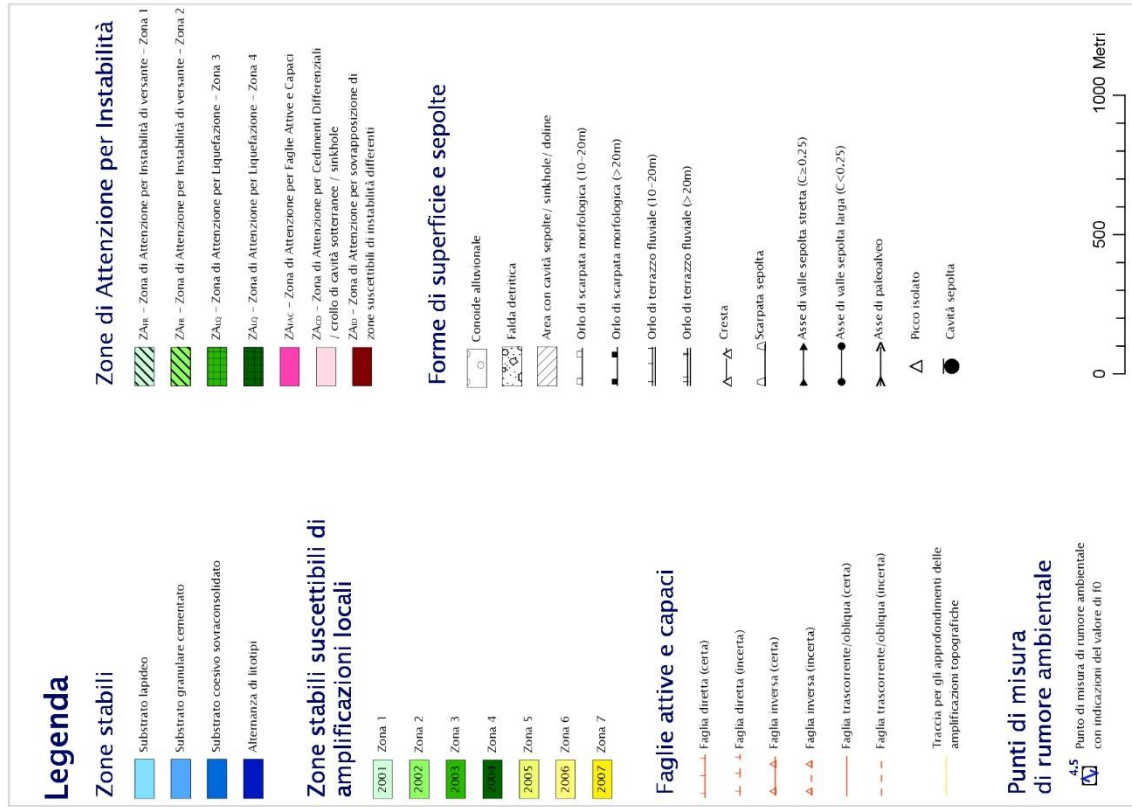 Legenda
Zone stabili
Substrato lapideo
Substrato granulare cementato
Substrato coesivo sovraconsolidato
Alternanza di litotipi
Zone stabili suscettibili di
amplificazioni locali
2001 Zona 1
2002 Zona 2
2003 Zona 3
2004 Zona 4
2005 Zona 5
2006 Zona 6
2007 Zona 7
Faglie attive e capaci
Faglia diretta (certa)
Faglia diretta (incerta)
Faglia inversa (certa)
Faglia inversa (incerta)
Faglia trascorrente/obliqua (certa)
Faglia trascorrente/obliqua (incerta)
Traccia per gli approfondimenti delle
amplificazioni topografiche
Punti di misura
di rumore ambientale
4.5 Punto di misura di rumore ambientale
con indicazioni del valore di f0
Zone di Attenzione per Instabilità
ZAVR – Zona di Attenzione per Instabilità di versante – Zona 1
ZAVR – Zona di Attenzione per Instabilità di versante – Zona 2
ZALQ – Zona di Attenzione per Liquefazione – Zona 3
ZALQ – Zona di Attenzione per Liquefazione – Zona 4
ZAFAC – Zona di Attenzione per Faglie Attive e Capaci
ZACD – Zona di Attenzione per Cedimenti Differenziali
/ crollo di cavità sotterranee / sinkhole
ZAID – Zona di Attenzione per sovrapposizione di
zone suscettibili di instabilità differenti
Forme di superficie e sepolte
Conoide alluvionale
Falda detritica
Area con cavità sepolte/ sinkhole/ doline
Orlo di scarpata morfologica (10–20m)
Orlo di scarpata morfologica (>20m)
Orlo di terrazzo fluviale (10–20m)
Orlo di terrazzo fluviale (>20m)
Cresta
Scarpata sepolta
Asse di valle sepolta stretta (C≥0.25)
Asse di valle sepolta larga (C<0.25)
Asse di paleoalveo
Picco isolato
Cavità sepolta
0 500 1000 Metri